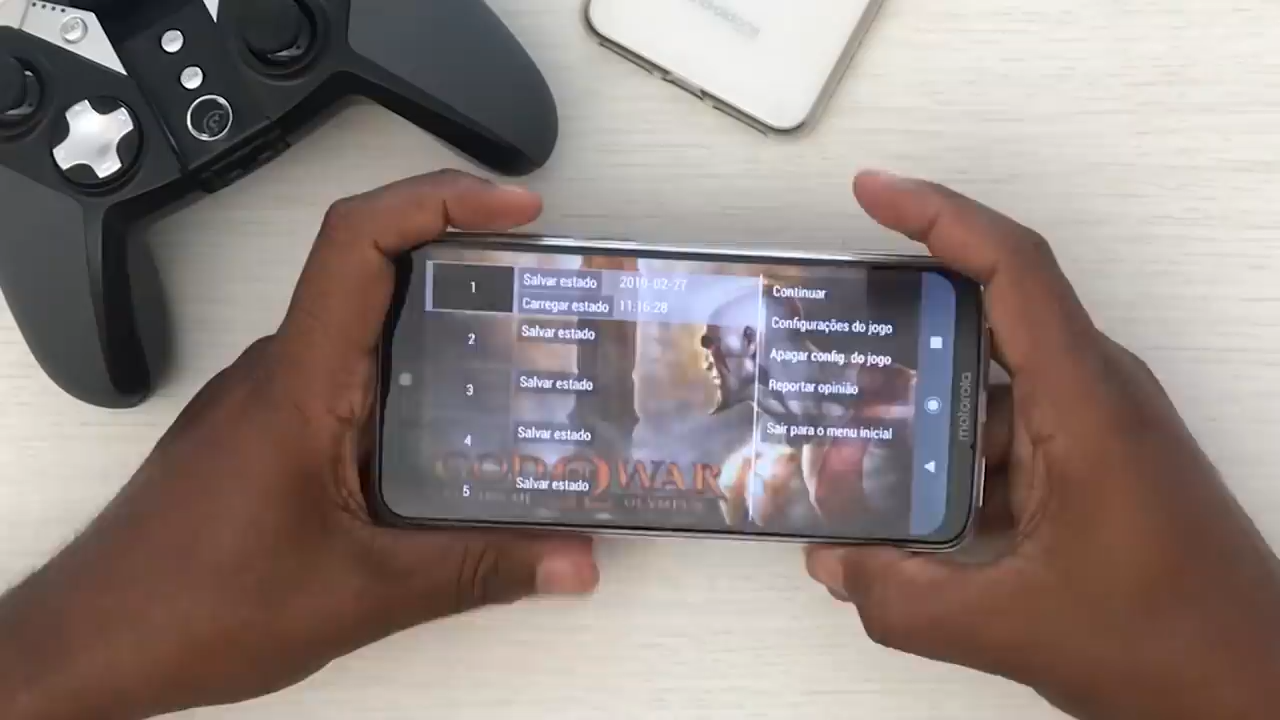 1
Salvar estado
2019-02-27
Carregar estado
11:16:28
2
Salvar estado
3
Salvar estado
4
Salvar estado
5
Salvar estado
Continuar
Configurações do jogo
Apagar config. do jogo
Reportar opinião
Sair para o menu inicial
GOD OF WAR
OLYMPUS
motorola